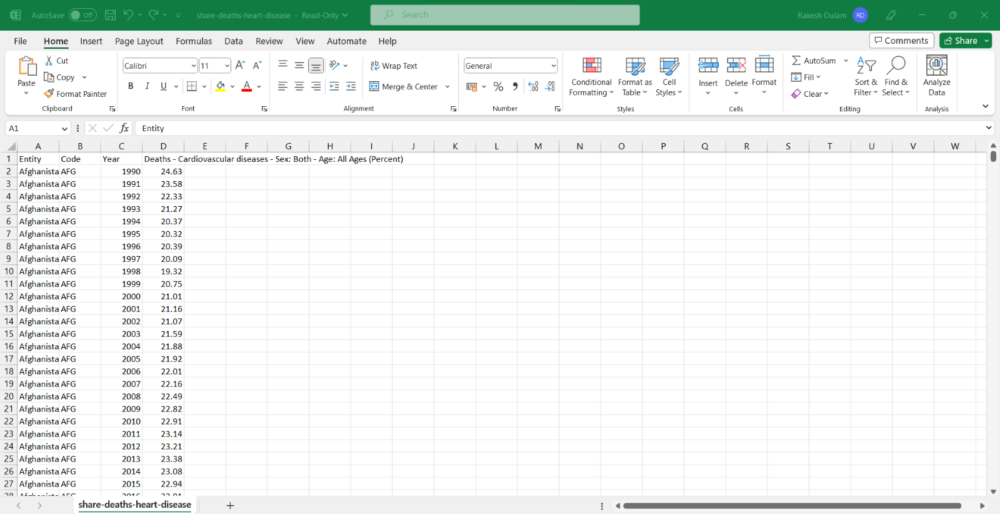 AutoSave Off share-deaths-heart-disease - Read-Only Search Rakesh Dulam RD
File Home Insert Page Layout Formulas Data Review View Automate Help Comments Share
Paste Cut Copy Format Painter Clipboard
Calibri 11 B I U A Font
ab Wrap Text Merge & Center Alignment
General % Number
Conditional Formatting Format as Table Cell Styles Styles
Insert Delete Format Cells
AutoSum Fill Clear Sort & Filter Find & Select Editing
Analyze Data Analysis
A1 fx Entity
A B C D E F G H I J K L M N O P Q R S T U V W
1 Entity Code Year Deaths - Cardiovascular diseases - Sex: Both - Age: All Ages (Percent)
2 Afghanista AFG 1990 24.63
3 Afghanista AFG 1991 23.58
4 Afghanista AFG 1992 22.33
5 Afghanista AFG 1993 21.27
6 Afghanista AFG 1994 20.37
7 Afghanista AFG 1995 20.32
8 Afghanista AFG 1996 20.39
9 Afghanista AFG 1997 20.09
10 Afghanista AFG 1998 19.32
11 Afghanista AFG 1999 20.75
12 Afghanista AFG 2000 21.01
13 Afghanista AFG 2001 21.16
14 Afghanista AFG 2002 21.07
15 Afghanista AFG 2003 21.59
16 Afghanista AFG 2004 21.88
17 Afghanista AFG 2005 21.92
18 Afghanista AFG 2006 22.01
19 Afghanista AFG 2007 22.16
20 Afghanista AFG 2008 22.49
21 Afghanista AFG 2009 22.82
22 Afghanista AFG 2010 22.91
23 Afghanista AFG 2011 23.14
24 Afghanista AFG 2012 23.21
25 Afghanista AFG 2013 23.38
26 Afghanista AFG 2014 23.08
27 Afghanista AFG 2015 22.94
share-deaths-heart-disease